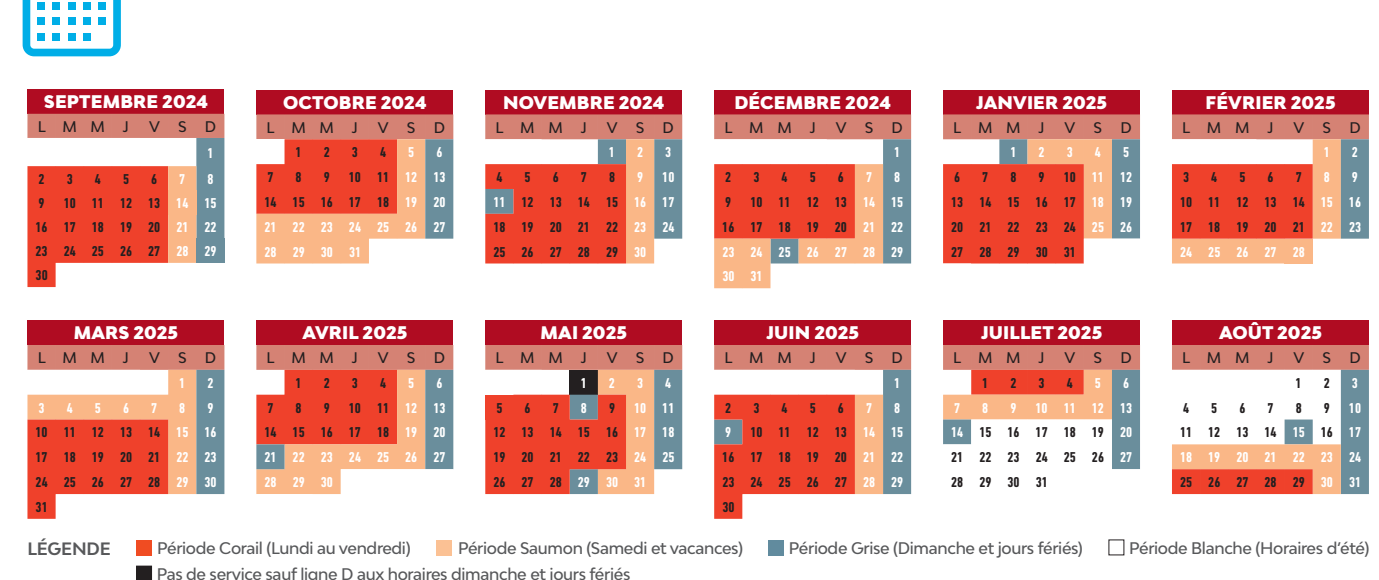 SEPTEMBRE 2024
L M M J V S D
1
2 3 4 5 6 7 8
9 10 11 12 13 14 15
16 17 18 19 20 21 22
23 24 25 26 27 28 29
30
OCTOBRE 2024
L M M J V S D
1 2 3 4 5 6
7 8 9 10 11 12 13
14 15 16 17 18 19 20
21 22 23 24 25 26 27
28 29 30 31
NOVEMBRE 2024
L M M J V S D
1 2 3
4 5 6 7 8 9 10
11 12 13 14 15 16 17
18 19 20 21 22 23 24
25 26 27 28 29 30
DÉCEMBRE 2024
L M M J V S D
1
2 3 4 5 6 7 8
9 10 11 12 13 14 15
16 17 18 19 20 21 22
23 24 25 26 27 28 29
30 31
JANVIER 2025
L M M J V S D
1 2 3 4 5
6 7 8 9 10 11 12
13 14 15 16 17 18 19
20 21 22 23 24 25 26
27 28 29 30 31
FÉVRIER 2025
L M M J V S D
1 2
3 4 5 6 7 8 9
10 11 12 13 14 15 16
17 18 19 20 21 22 23
24 25 26 27 28
MARS 2025
L M M J V S D
1 2
3 4 5 6 7 8 9
10 11 12 13 14 15 16
17 18 19 20 21 22 23
24 25 26 27 28 29 30
31
AVRIL 2025
L M M J V S D
1 2 3 4 5 6
7 8 9 10 11 12 13
14 15 16 17 18 19 20
21 22 23 24 25 26 27
28 29 30
MAI 2025
L M M J V S D
1 2 3 4
5 6 7 8 9 10 11
12 13 14 15 16 17 18
19 20 21 22 23 24 25
26 27 28 29 30 31
JUIN 2025
L M M J V S D
1
2 3 4 5 6 7 8
9 10 11 12 13 14 15
16 17 18 19 20 21 22
23 24 25 26 27 28 29
30
JUILLET 2025
L M M J V S D
1 2 3 4 5 6
7 8 9 10 11 12 13
14 15 16 17 18 19 20
21 22 23 24 25 26 27
28 29 30 31
AOÛT 2025
L M M J V S D
1 2 3
4 5 6 7 8 9 10
11 12 13 14 15 16 17
18 19 20 21 22 23 24
25 26 27 28 29 30 31
LÉGENDE Période Corail (Lundi au vendredi) Période Saumon (Samedi et vacances) Période Grise (Dimanche et jours fériés) Période Blanche (Horaires d'été)
Pas de service sauf ligne D aux horaires dimanche et jours fériés